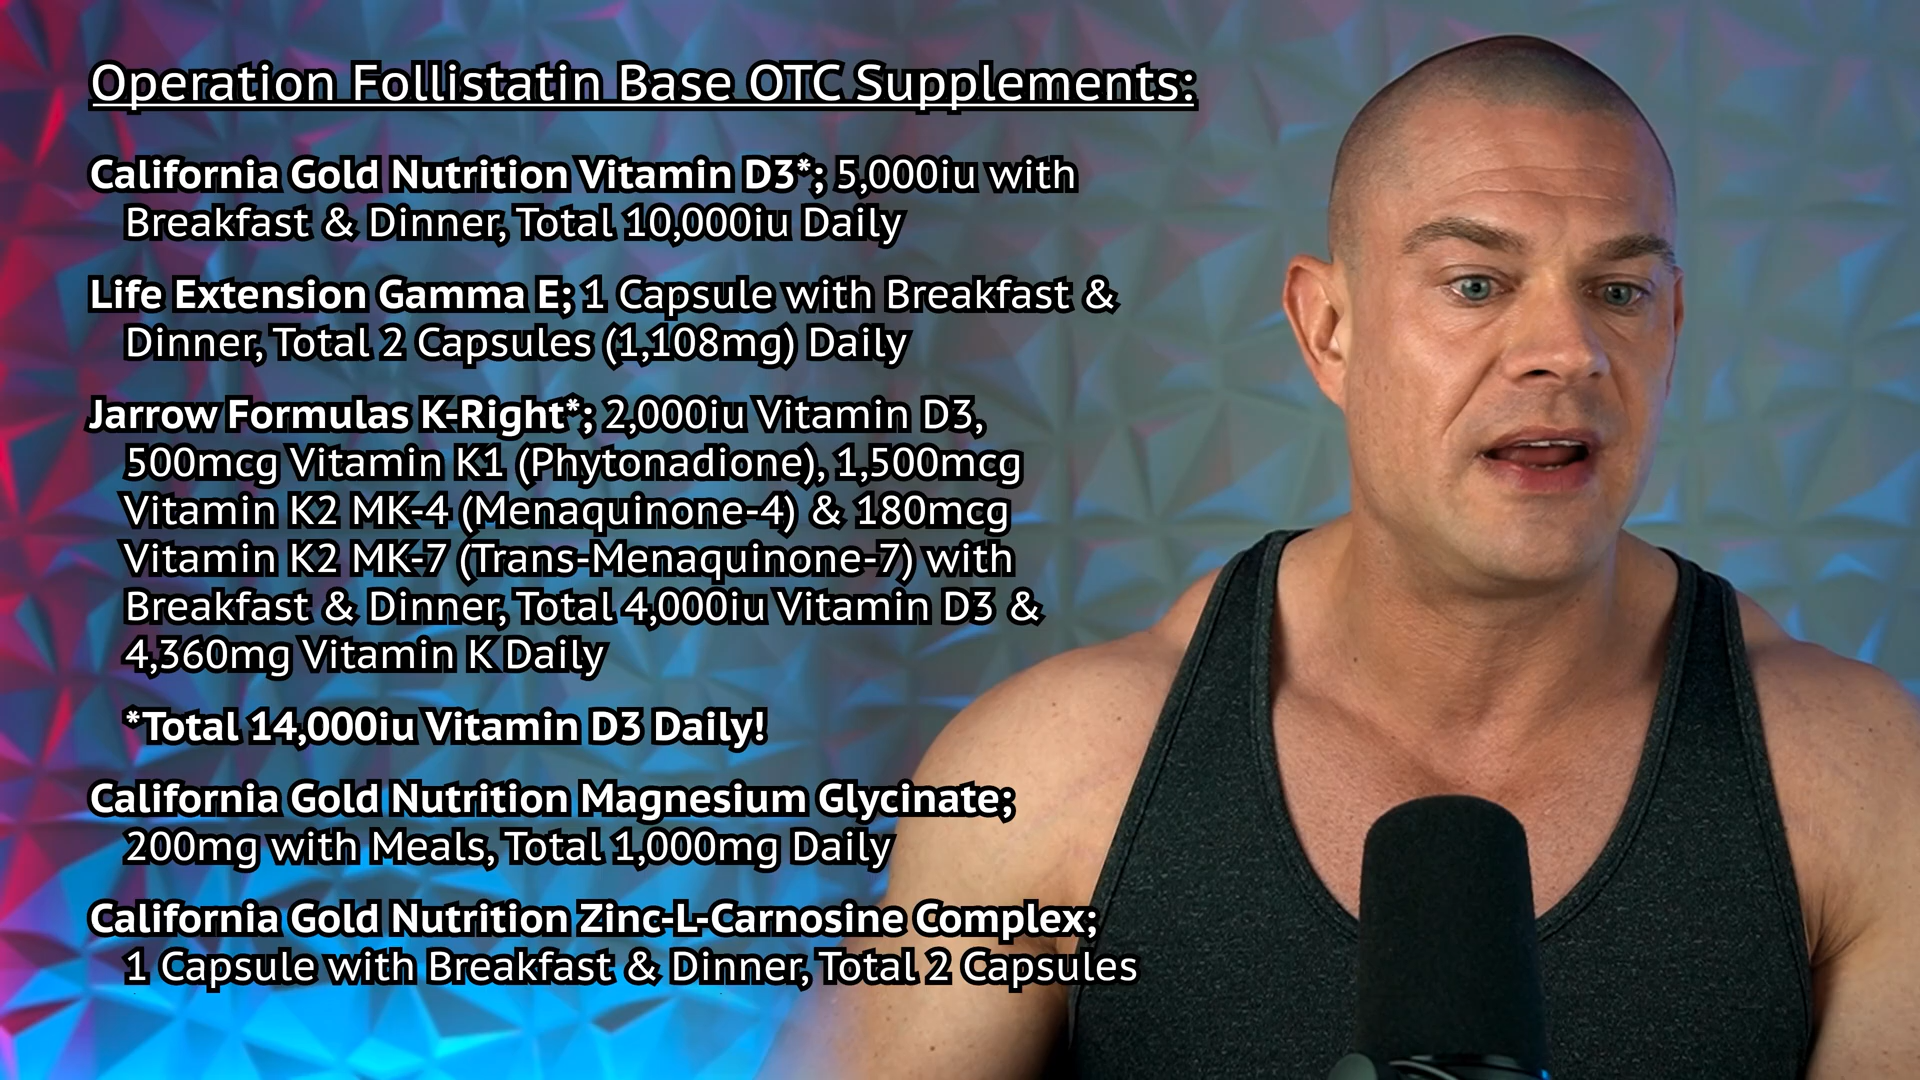 Operation Follistatin Base OTC Supplements:
California Gold Nutrition Vitamin D3*; 5,000iu with
Breakfast & Dinner, Total 10,000iu Daily
Life Extension Gamma E; 1 Capsule with Breakfast &
Dinner, Total 2 Capsules (1,108mg) Daily
Jarrow Formulas K-Right*; 2,000iu Vitamin D3,
500mcg Vitamin K1 (Phytonadione), 1,500mcg
Vitamin K2 MK-4 (Menaquinone-4) & 180mcg
Vitamin K2 MK-7 (Trans-Menaquinone-7) with
Breakfast & Dinner, Total 4,000iu Vitamin D3 &
4,360mg Vitamin K Daily
*Total 14,000iu Vitamin D3 Daily!
California Gold Nutrition Magnesium Glycinate;
200mg with Meals, Total 1,000mg Daily
California Gold Nutrition Zinc-L-Carnosine Complex;
1 Capsule with Breakfast & Dinner, Total 2 Capsules